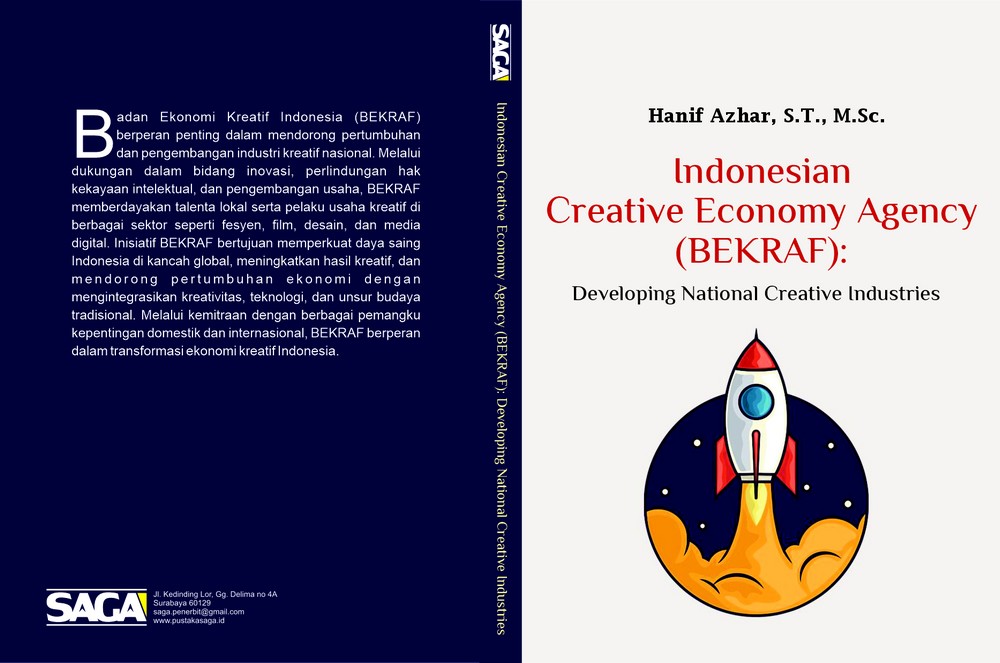 Badan Ekonomi Kreatif Indonesia (BEKRAF)
berperan penting dalam mendorong pertumbuhan
dan pengembangan industri kreatif nasional. Melalui
dukungan dalam bidang inovasi, perlindungan hak
kekayaan intelektual, dan pengembangan usaha, BEKRAF
memberdayakan talenta lokal serta pelaku usaha kreatif di
berbagai sektor seperti fesyen, film, desain, dan media
digital. Inisiatif BEKRAF bertujuan memperkuat daya saing
Indonesia di kancah global, meningkatkan hasil kreatif, dan
mendorong pertumbuhan ekonomi dengan
mengintegrasikan kreativitas, teknologi, dan unsur budaya
tradisional. Melalui kemitraan dengan berbagai pemangku
kepentingan domestik dan internasional, BEKRAF berperan
dalam transformasi ekonomi kreatif Indonesia.
SAGA
Jl. Kedinding Lor, Gg. Delima no 4A
Surabaya 60129
saga.penerbit@gmail.com
www.pustakasaga.id
SAGA
Indonesian Creative Economy Agency (BEKRAF): Developing National Creative Industries
Hanif Azhar, S.T., M.Sc.
Indonesian
Creative Economy Agency
(BEKRAF):
Developing National Creative Industries